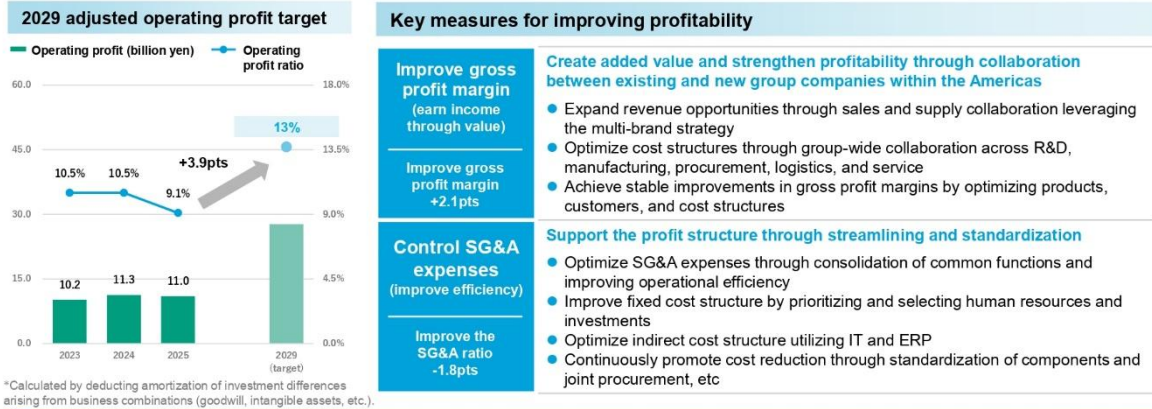 2029 adjusted operating profit target
Operating profit (billion yen)
Operating
profit ratio
60.0
18.0%
13%
45.0
+3.9pts
13.5%
10.5%
10.5%
9.1%
30.0
9.0%
15.0
10.2
11.3
11.0
4.5%
0.0
0.0%
2023
2024
2025
2029
(target)
*Calculated by deducting amortization of investment differences
arising from business combinations (goodwill, intangible assets, etc.).
Key measures for improving profitability
Improve gross
profit margin
(earn income
through value)
Improve gross
profit margin
+2.1pts
Create added value and strengthen profitability through collaboration
between existing and new group companies within the Americas
● Expand revenue opportunities through sales and supply collaboration leveraging
the multi-brand strategy
● Optimize cost structures through group-wide collaboration across R&D,
manufacturing, procurement, logistics, and service
● Achieve stable improvements in gross profit margins by optimizing products,
customers, and cost structures
Control SG&A
expenses
(improve efficiency)
Improve the
SG&A ratio
-1.8pts
Support the profit structure through streamlining and standardization
● Optimize SG&A expenses through consolidation of common functions and
improving operational efficiency
● Improve fixed cost structure by prioritizing and selecting human resources and
investments
● Optimize indirect cost structure utilizing IT and ERP
● Continuously promote cost reduction through standardization of components and
joint procurement, etc